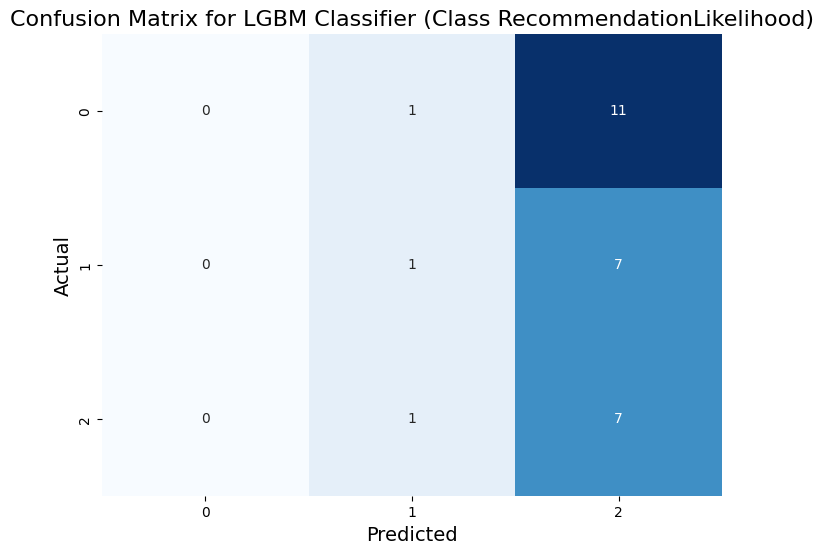 Confusion Matrix for LGBM Classifier (Class RecommendationLikelihood)
0 0 1 11
Actual
1 0 1 7
2 0 1 7
0 1 2
Predicted